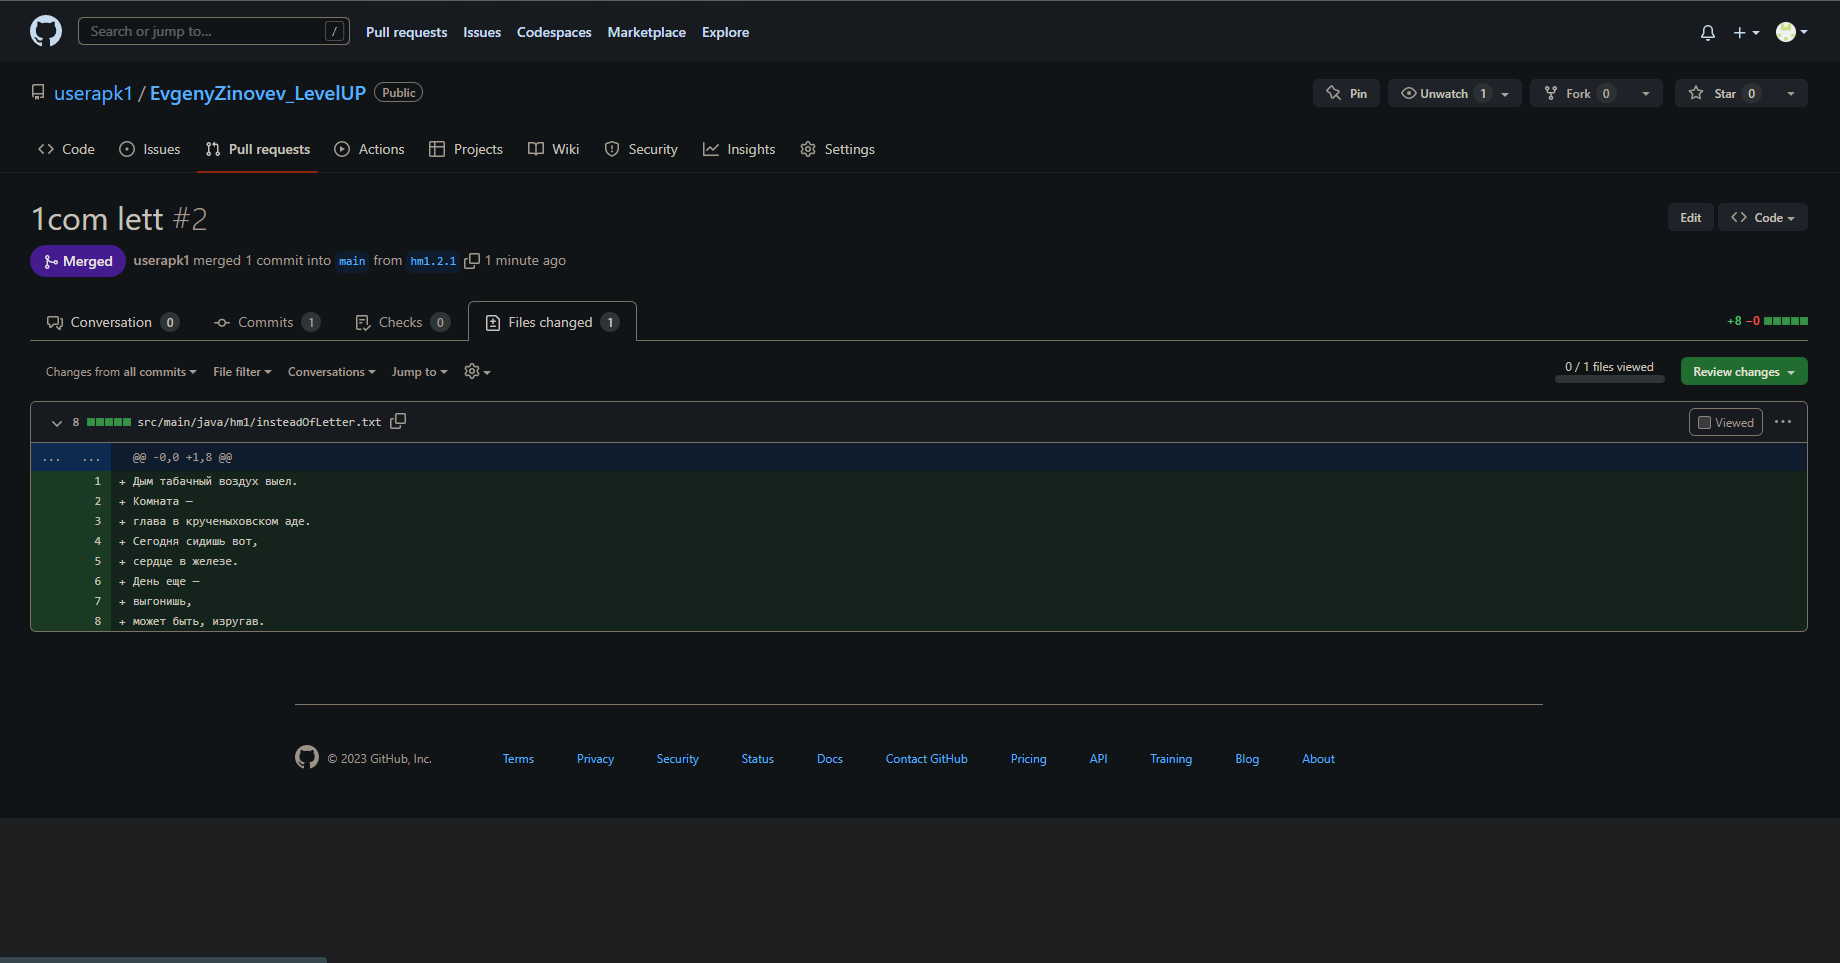 Search or jump to... /
Pull requests Issues Codespaces Marketplace Explore
userapk1 / EvgenyZinovev_LevelUP Public
Pin Unwatch 1 Fork 0 Star 0
Code Issues Pull requests Actions Projects Wiki Security Insights Settings
1com lett #2
Edit Code
Merged userapk1 merged 1 commit into main from hm1.2.1 1 minute ago
Conversation 0 Commits 1 Checks 0 Files changed 1
+8 −0
Changes from all commits File filter Conversations Jump to
0 / 1 files viewed Review changes
8 src/main/java/hm1/insteadOfLetter.txt Viewed ...
... ... @@ -0,0 +1,8 @@
1 + Дым табачный воздух выел.
2 + Комната —
3 + глава в крученыховском аде.
4 + Сегодня сидишь вот,
5 + сердце в железе.
6 + День еще —
7 + выгонишь,
8 + может быть, изругав.
© 2023 GitHub, Inc. Terms Privacy Security Status Docs Contact GitHub Pricing API Training Blog About